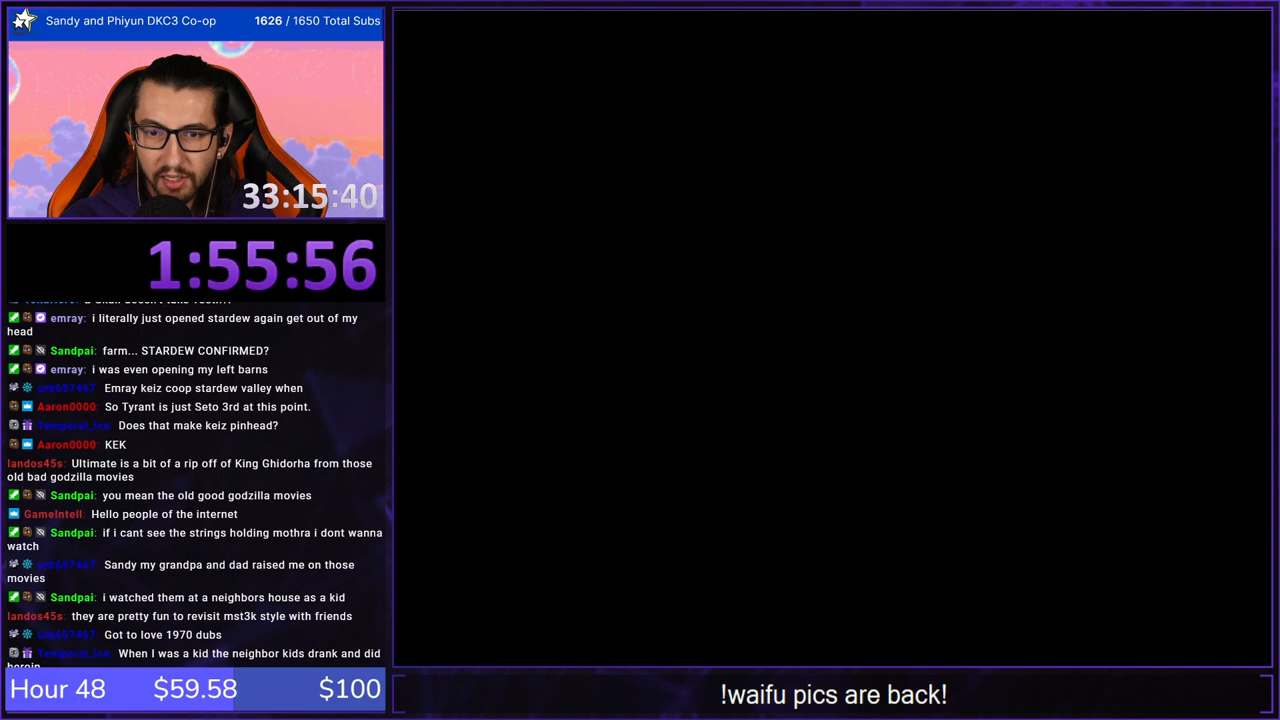 Sandy and Phiyun DKC3 Co-op 1626 / 1650 Total Subs
33:15:40
1:55:56
emray: i literally just opened stardew again get out of my
head
Sandpai: farm... STARDEW CONFIRMED?
emray: i was even opening my left barns
Emray keiz coop stardew valley when
Aaron0000 So Tyrant is just Seto 3rd at this point.
Temporal_Ice Does that make keiz pinhead?
Aaron0000 KEK
landos45s: Ultimate is a bit of a rip off of King Ghidorha from those
old bad godzilla movies
Sandpai: you mean the old good godzilla movies
GameIntell: Hello people of the internet
Sandpai: if i cant see the strings holding mothra i dont wanna
watch
Sandy my grpa and dad raised me on those
movies
Sandpai: i watched them at a neighbors house as a kid
landos45s: they are pretty fun to revisit mst3k style with friends
Got to love 1970 dubs
Temporal_Ice When I was a kid the neighbor kids drank and did
heroin
Hour 48 $59.58 $100
!waifu pics are back!